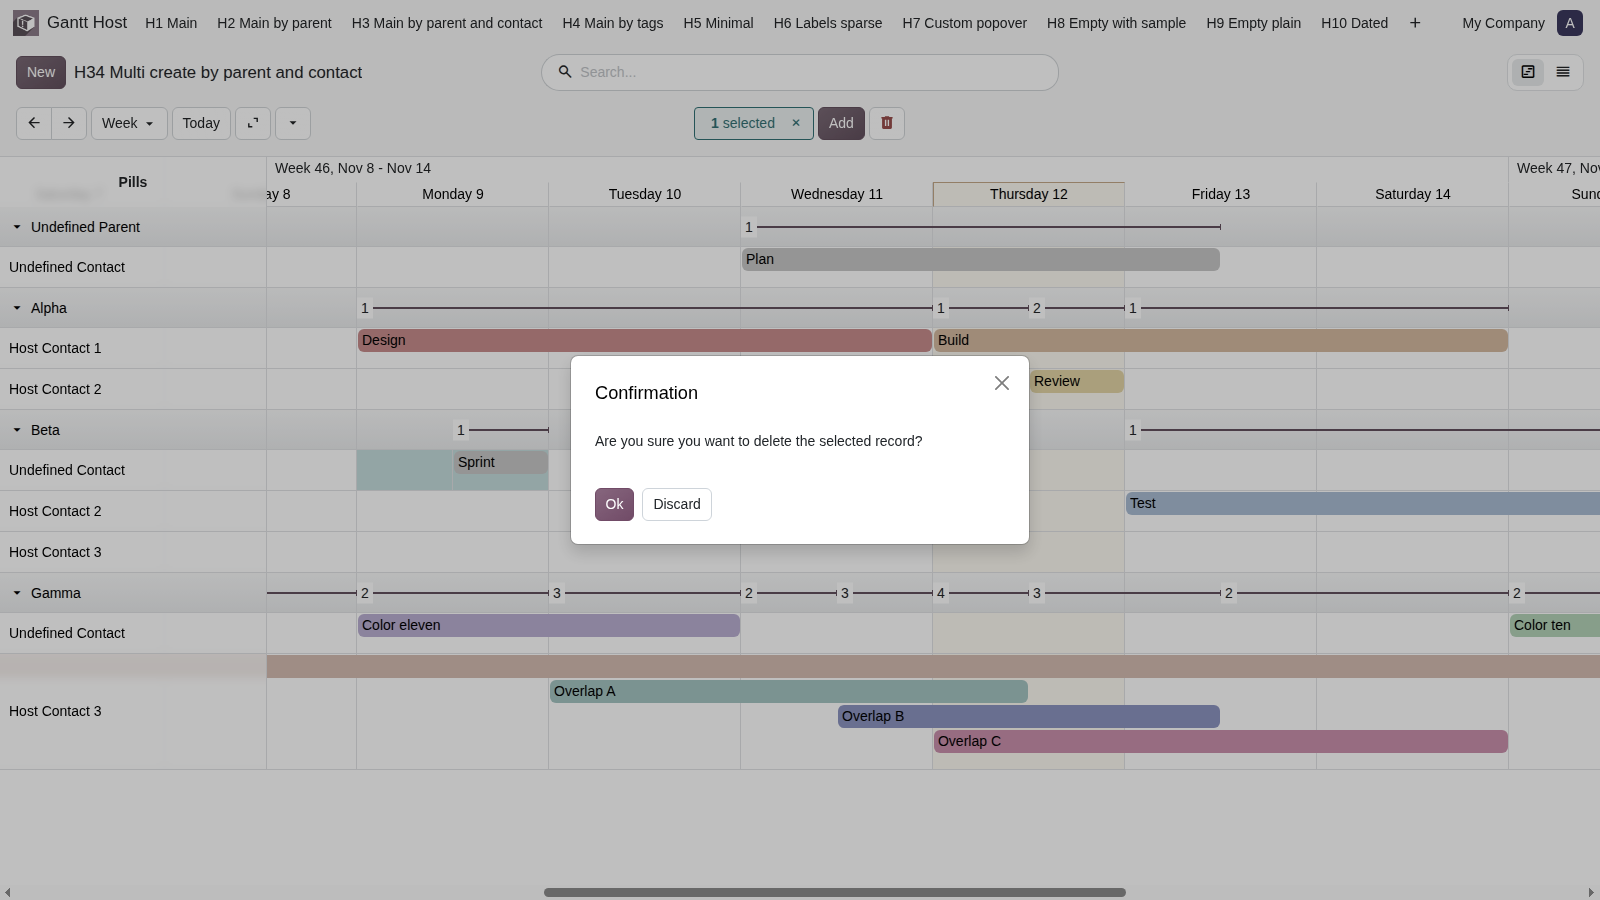 Gantt Host H1 Main H2 Main by parent H3 Main by parent and contact H4 Main by tags H5 Minimal H6 Labels sparse H7 Custom popover H8 Empty with sample H9 Empty plain H10 Dated + My Company A
New H34 Multi create by parent and contact Search...
Week Today 1 selected × Add
Week 46, Nov 8 - Nov 14 Week 47, Nov
Pills
ay 8 Monday 9 Tuesday 10 Wednesday 11 Thursday 12 Friday 13 Saturday 14 Sun
Undefined Parent 1
Undefined Contact Plan
Alpha 1 1 2 1
Host Contact 1 Design Build
Host Contact 2 Review
Confirmation
Are you sure you want to delete the selected record?
Ok Discard
Beta 1 1
Undefined Contact Sprint
Host Contact 2 Test
Host Contact 3
Gamma 2 3 2 3 4 3 2 2
Undefined Contact Color eleven Color ten
Host Contact 3
Overlap A
Overlap B
Overlap C